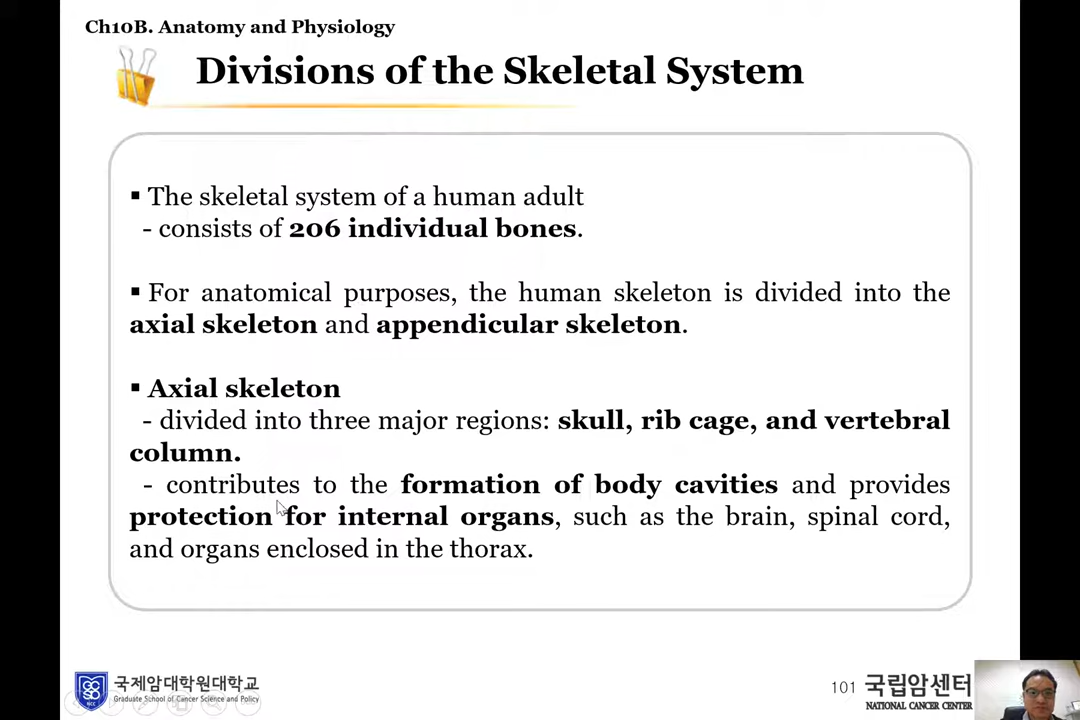 Ch10B. Anatomy and Physiology
Divisions of the Skeletal System
▪ The skeletal system of a human adult
- consists of 206 individual bones.
▪ For anatomical purposes, the human skeleton is divided into the
axial skeleton and appendicular skeleton.
▪ Axial skeleton
- divided into three major regions: skull, rib cage, and vertebral
column.
- contributes to the formation of body cavities and provides
protection for internal organs, such as the brain, spinal cord,
and organs enclosed in the thorax.
국제암대학원대학교
Graduate School of Cancer Science and Policy
101
국립암센터
NATIONAL CANCER CENTER